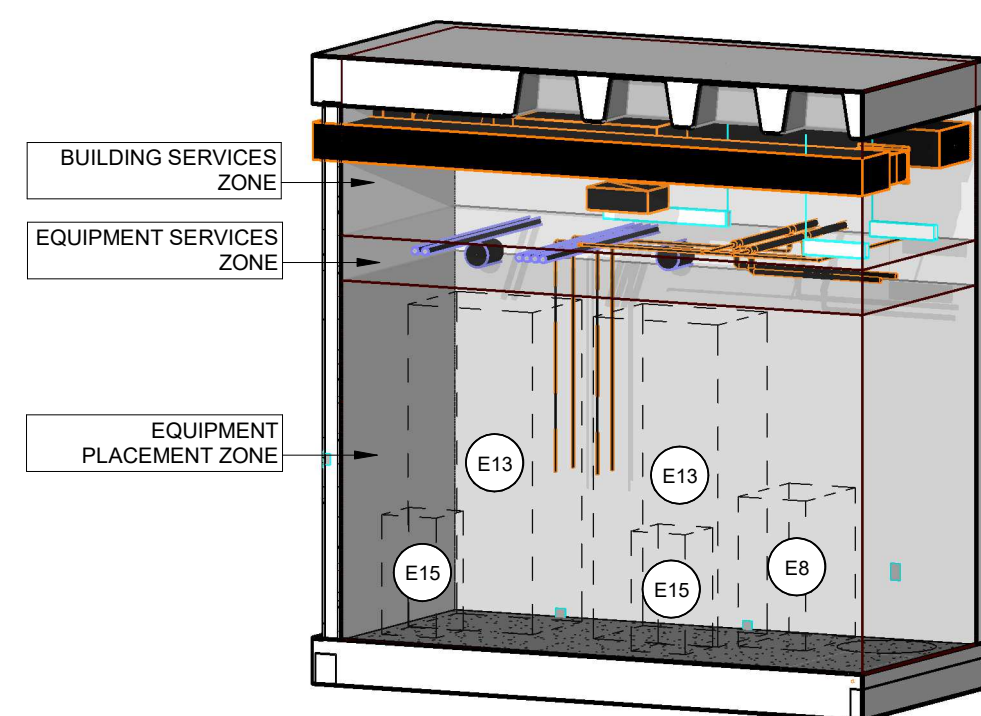 BUILDING SERVICES
ZONE
EQUIPMENT SERVICES
ZONE
EQUIPMENT
PLACEMENT ZONE
E13
E13
E15
E15
E8